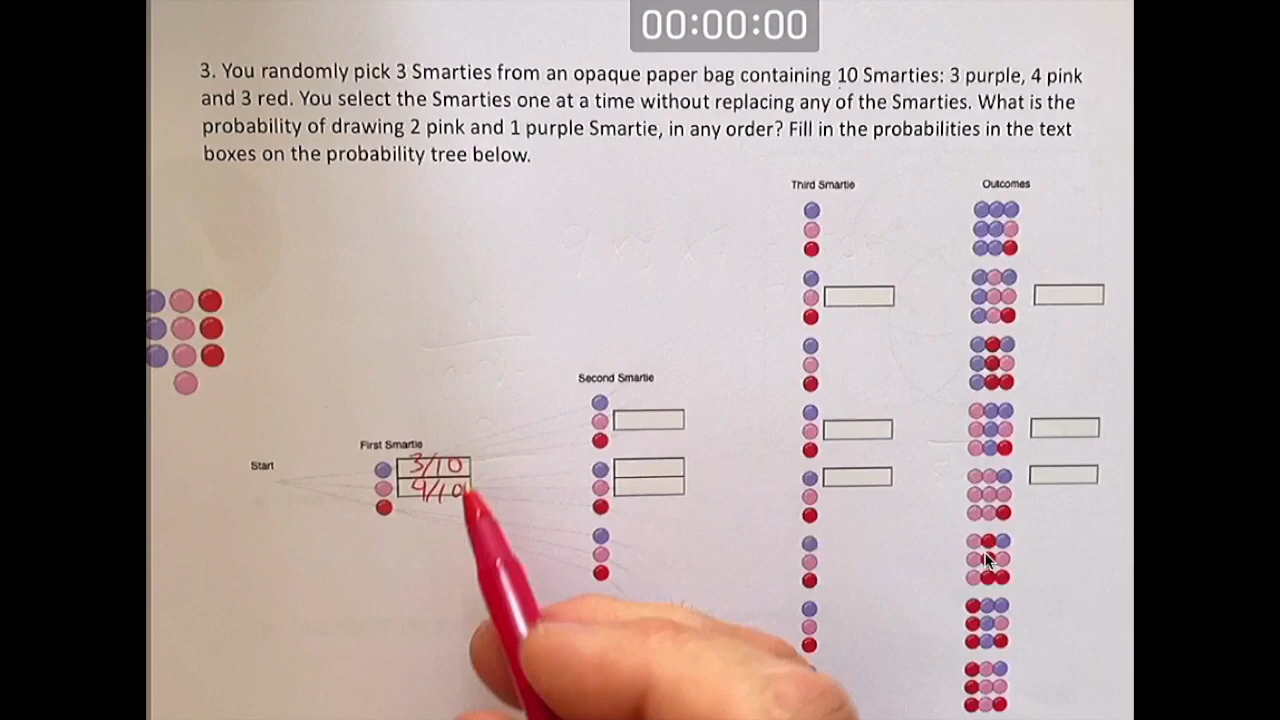 00:00:00
3. You randomly pick 3 Smarties from an opaque paper bag containing 10 Smarties: 3 purple, 4 pink
and 3 red. You select the Smarties one at a time without replacing any of the Smarties. What is the
probability of drawing 2 pink and 1 purple Smartie, in any order? Fill in the probabilities in the text
boxes on the probability tree below.
Third Smartie
Outcomes
Second Smartie
First Smartie
Start
3/10
4/10